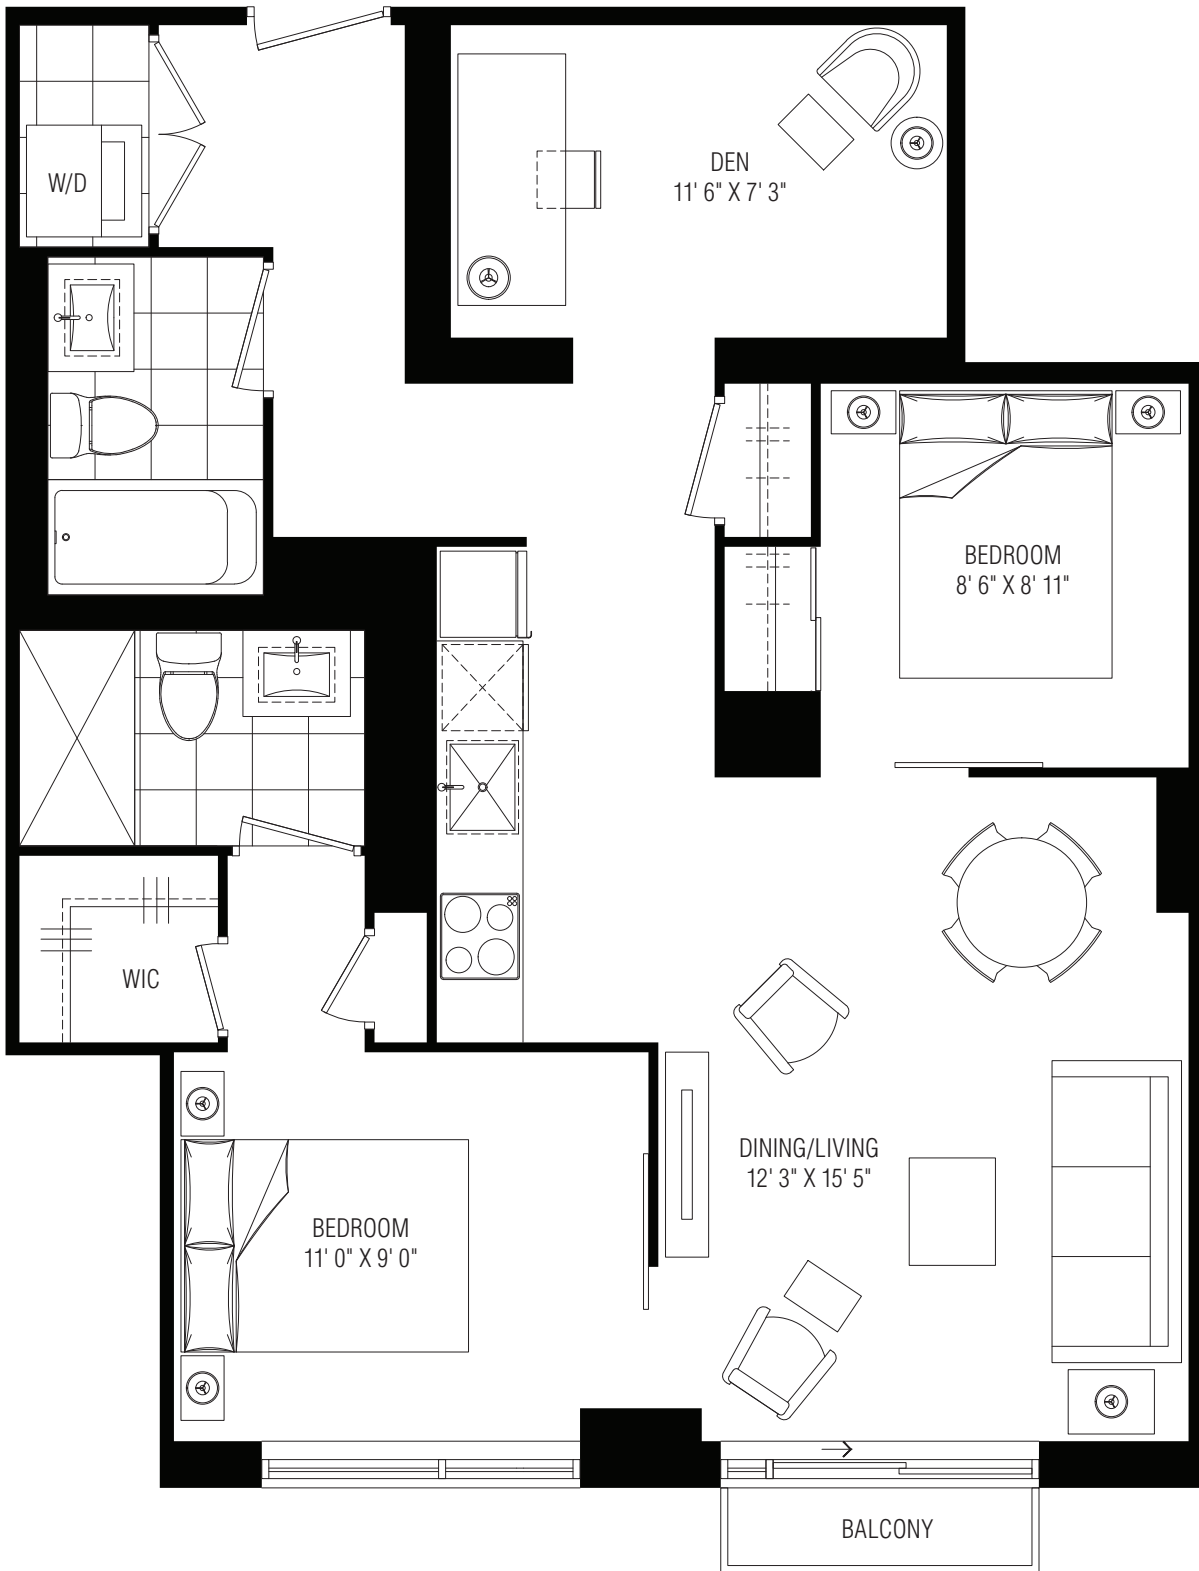 W/D
DEN
11' 6" X 7' 3"
BEDROOM
8' 6" X 8' 11"
WIC
DINING/LIVING
12' 3" X 15' 5"
BEDROOM
11' 0" X 9' 0"
BALCONY